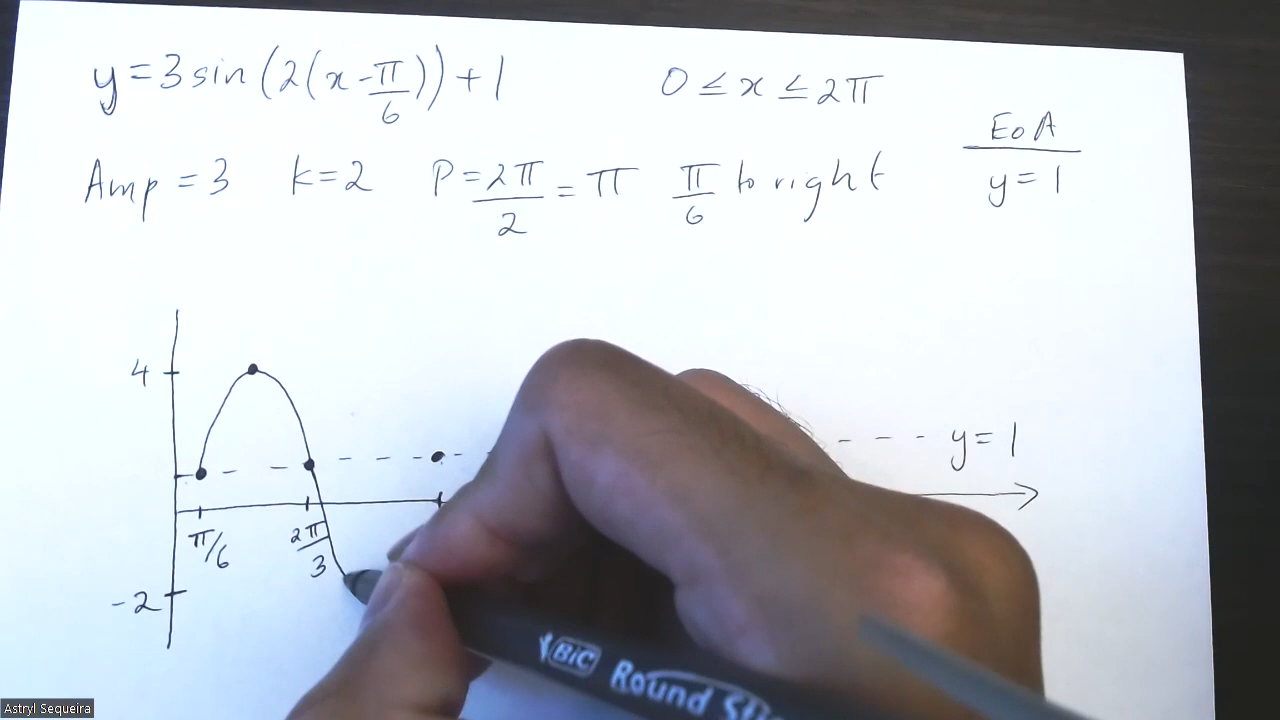 y = 3 sin (2(x - π/6)) + 1 0 ≤ x ≤ 2π
EoA
Amp = 3 k = 2 P = 2π/2 = π π/6 to right y = 1
4
y = 1
π/6 2π/3
-2
BIC Round
Astryl Sequeira